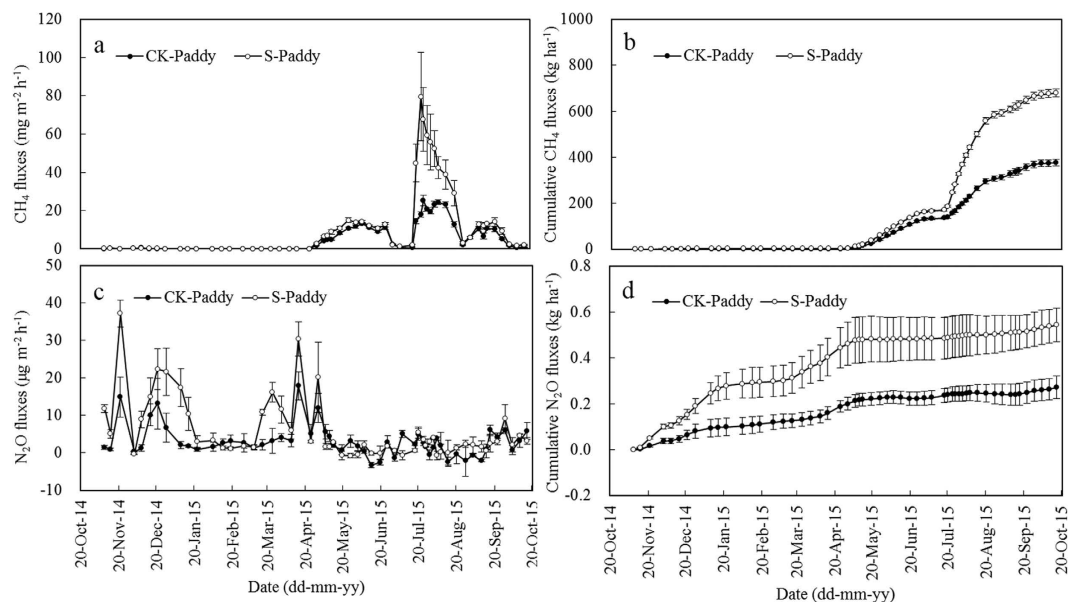 a
CK-Paddy
S-Paddy
CH₄ fluxes (mg m⁻² h⁻¹)
120
100
80
60
40
20
0
b
CK-Paddy
S-Paddy
Cumulative CH₄ fluxes (kg ha⁻¹)
1000
800
600
400
200
0
c
CK-Paddy
S-Paddy
N₂O fluxes (µg m⁻² h⁻¹)
50
40
30
20
10
0
-10
20-Oct-14
20-Nov-14
20-Dec-14
20-Jan-15
20-Feb-15
20-Mar-15
20-Apr-15
20-May-15
20-Jun-15
20-Jul-15
20-Aug-15
20-Sep-15
20-Oct-15
Date (dd-mm-yy)
d
CK-Paddy
S-Paddy
Cumulative N₂O fluxes (kg ha⁻¹)
0.8
0.6
0.4
0.2
0.0
-0.2
20-Oct-14
20-Nov-14
20-Dec-14
20-Jan-15
20-Feb-15
20-Mar-15
20-Apr-15
20-May-15
20-Jun-15
20-Jul-15
20-Aug-15
20-Sep-15
20-Oct-15
Date (dd-mm-yy)